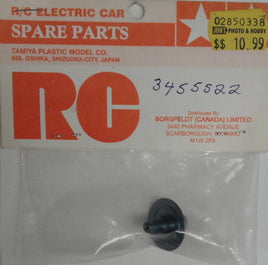 R/C ELECTRIC CAR
SPARE PARTS
TAMIYA PLASTIC MODEL CO.
628, OSHIKA, SHIZUOKA-CITY, JAPAN
02850338
PHOTO & HOBBY
$$ 10.99
RC
3455522
Distributed By
BORGFELDT (CANADA) LIMITED
3440 PHARMACY AVENUE
SCARBOROUGH,
M1W 2P8